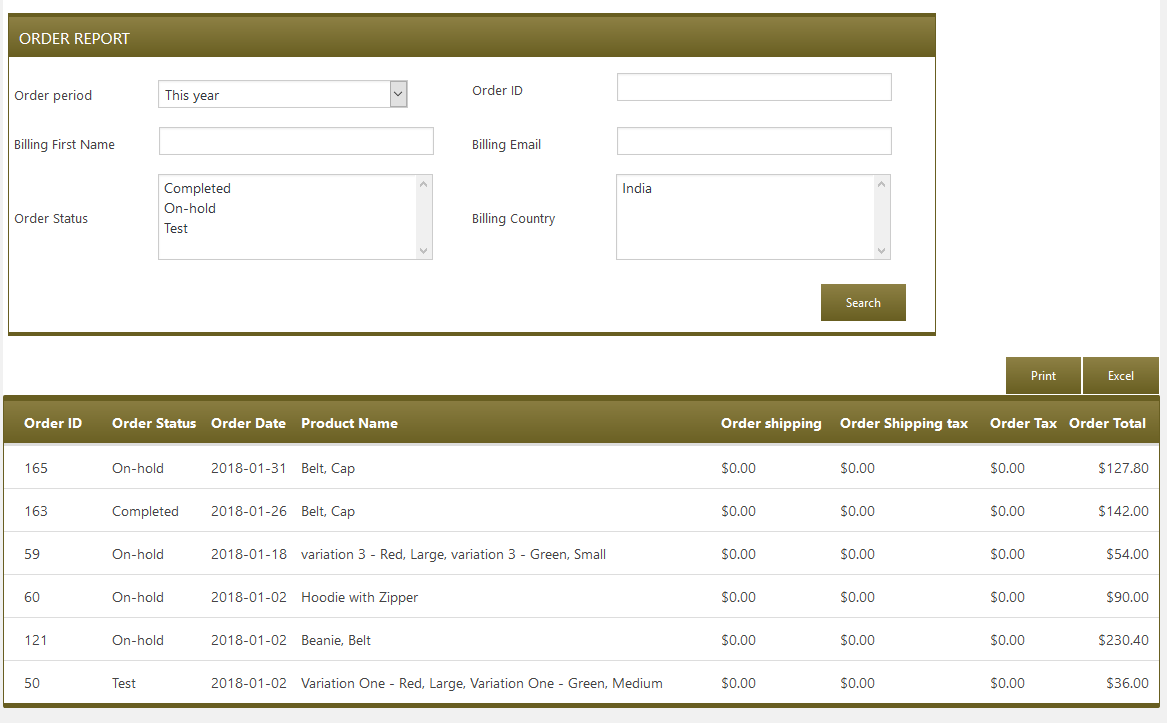 ORDER REPORT
Order period This year Order ID
Billing First Name Billing Email
Order Status Completed On-hold Test Billing Country India
Search
Print Excel
Order ID Order Status Order Date Product Name Order shipping Order Shipping tax Order Tax Order Total
165 On-hold 2018-01-31 Belt, Cap $0.00 $0.00 $0.00 $127.80
163 Completed 2018-01-26 Belt, Cap $0.00 $0.00 $0.00 $142.00
59 On-hold 2018-01-18 variation 3 - Red, Large, variation 3 - Green, Small $0.00 $0.00 $0.00 $54.00
60 On-hold 2018-01-02 Hoodie with Zipper $0.00 $0.00 $0.00 $90.00
121 On-hold 2018-01-02 Beanie, Belt $0.00 $0.00 $0.00 $230.40
50 Test 2018-01-02 Variation One - Red, Large, Variation One - Green, Medium $0.00 $0.00 $0.00 $36.00